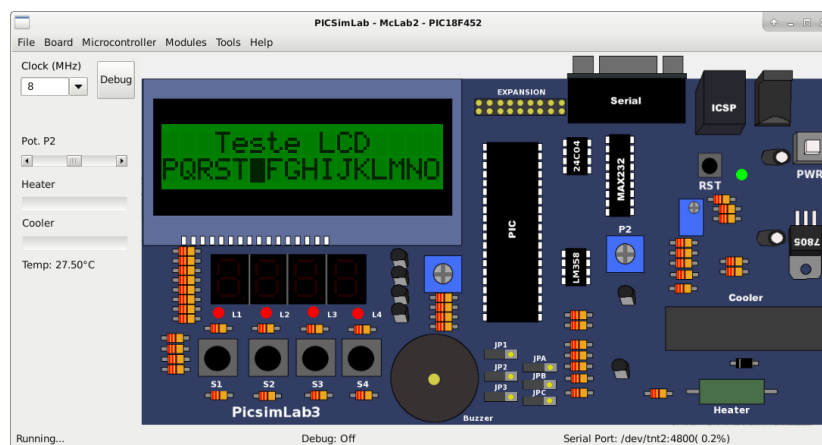 PICSimLab - McLab2 - PIC18F452
File Board Microcontroller Modules Tools Help
Clock (MHz)
8
Debug
Pot. P2
Heater
Cooler
Temp: 27.50°C
Teste LCD
PQRST FGHIJKLMNO
EXPANSION
Serial
ICSP
24C04
MAX232
RST
PWR
PIC
P2
LM358
7805
L1 L2 L3 L4
Cooler
JP1
JP2
JP3
JPA
JPB
JPC
S1 S2 S3 S4
PicsimLab3
Buzzer
Heater
Running...
Debug: Off
Serial Port: /dev/tnt2:4800( 0.2%)